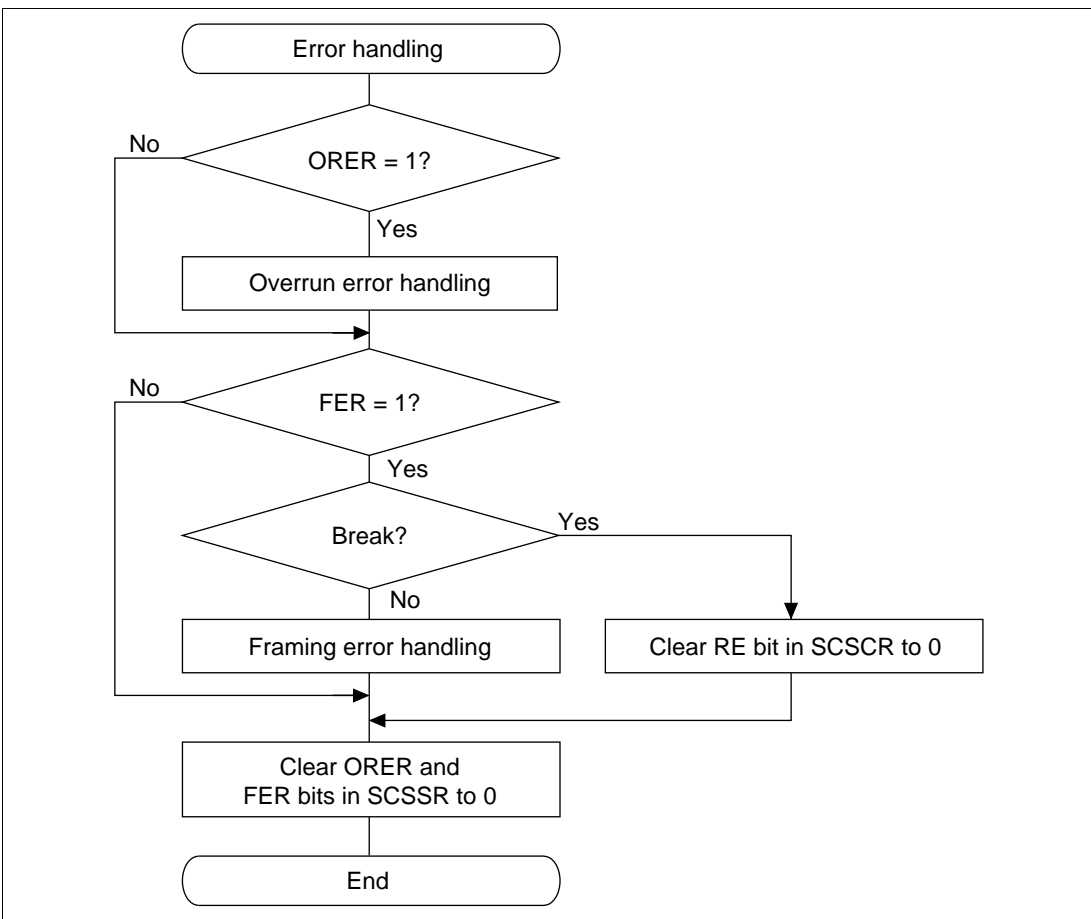 Error handling
No
ORER = 1?
Yes
Overrun error handling
No
FER = 1?
Yes
Break?
Yes
No
Framing error handling
Clear RE bit in SCSCR to 0
Clear ORER and
FER bits in SCSSR to 0
End